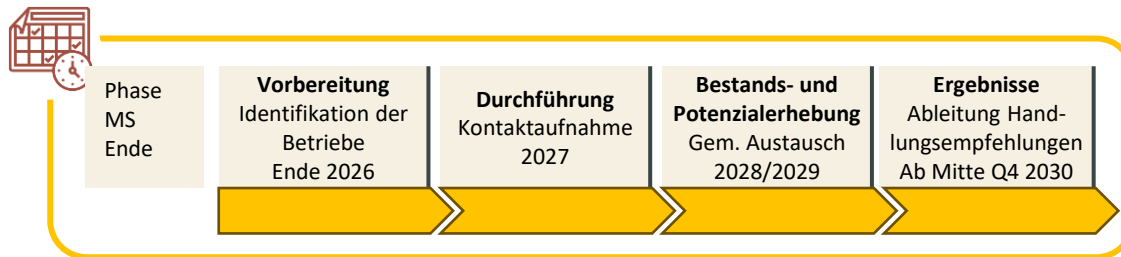 Phase
MS
Ende
Vorbereitung
Identifikation der
Betriebe
Ende 2026
Durchführung
Kontaktaufnahme
2027
Bestands- und
Potenzialerhebung
Gem. Austausch
2028/2029
Ergebnisse
Ableitung Hand-
lungsempfehlungen
Ab Mitte Q4 2030